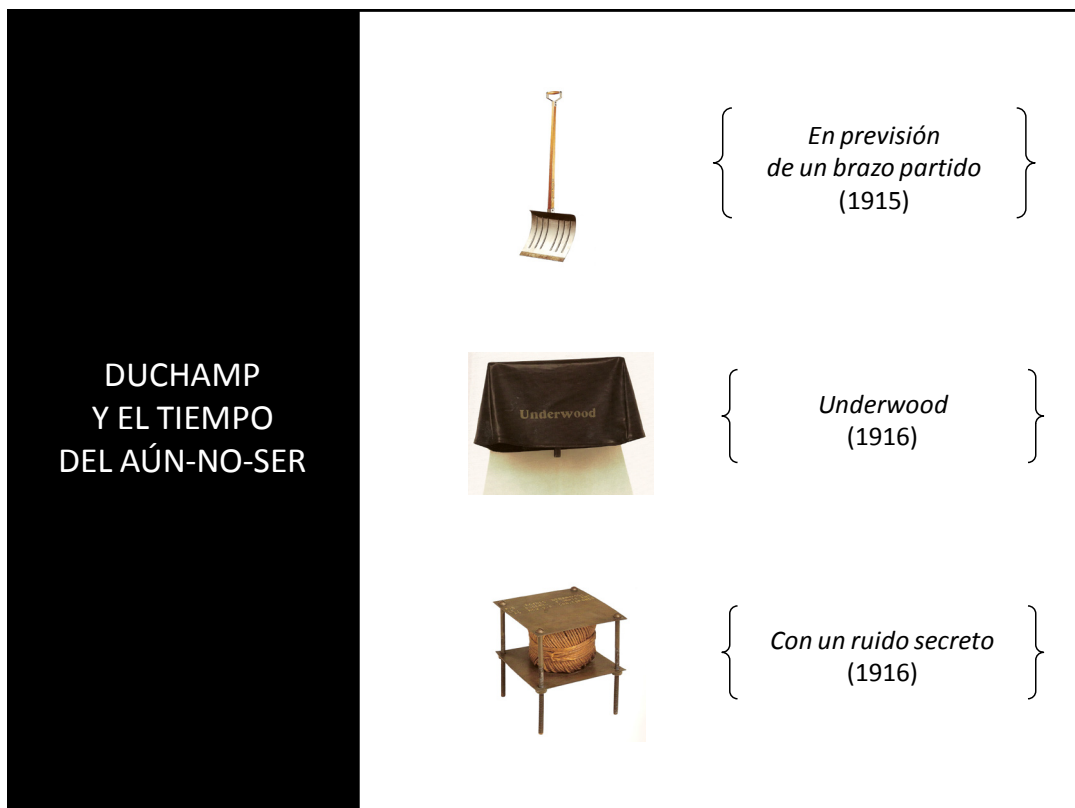 DUCHAMP
Y EL TIEMPO
DEL AÚN-NO-SER
En previsión
de un brazo partido
(1915)
Underwood
Underwood
(1916)
Con un ruido secreto
(1916)